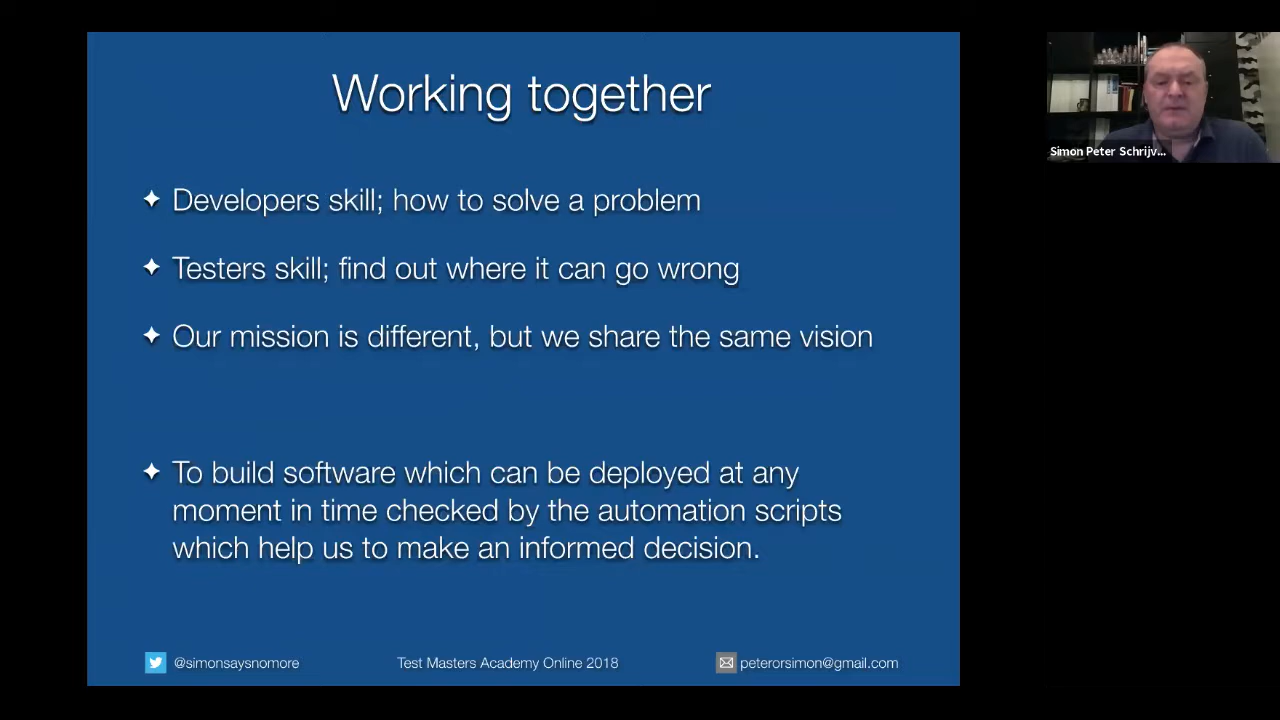 Working together
Developers skill; how to solve a problem
Testers skill; find out where it can go wrong
Our mission is different, but we share the same vision
To build software which can be deployed at any
moment in time checked by the automation scripts
which help us to make an informed decision.
@simonsaysnomore
Test Masters Academy Online 2018
peterorsimon@gmail.com
Simon Peter Schrijv...